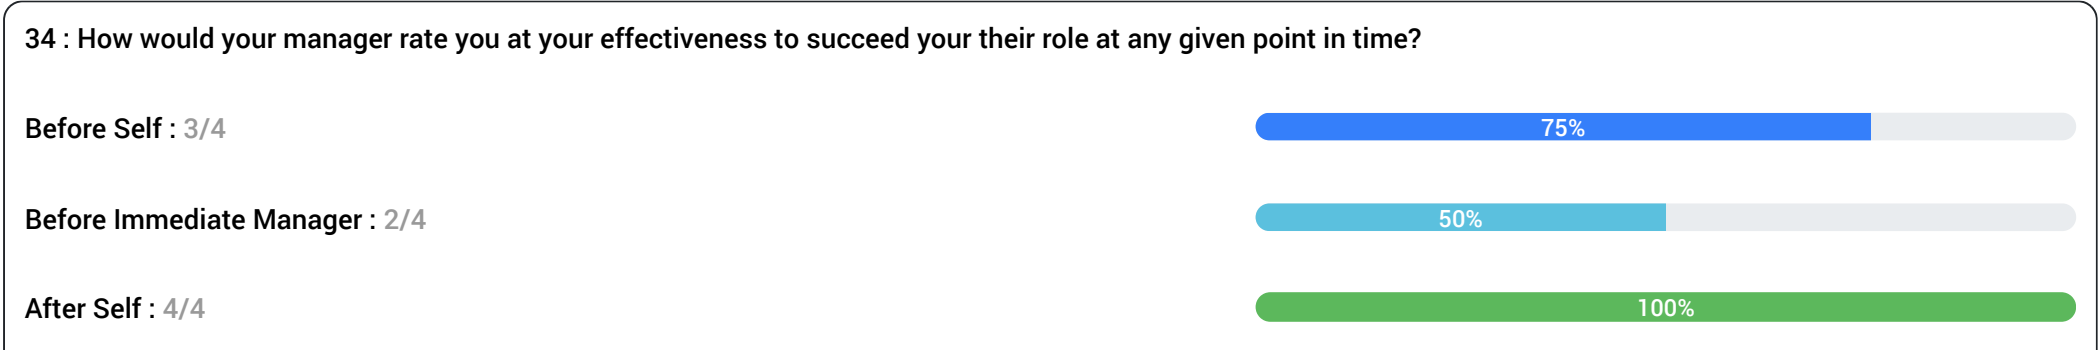 34 : How would your manager rate you at your effectiveness to succeed your their role at any given point in time?
Before Self : 3/4
75%
Before Immediate Manager : 2/4
50%
After Self : 4/4
100%